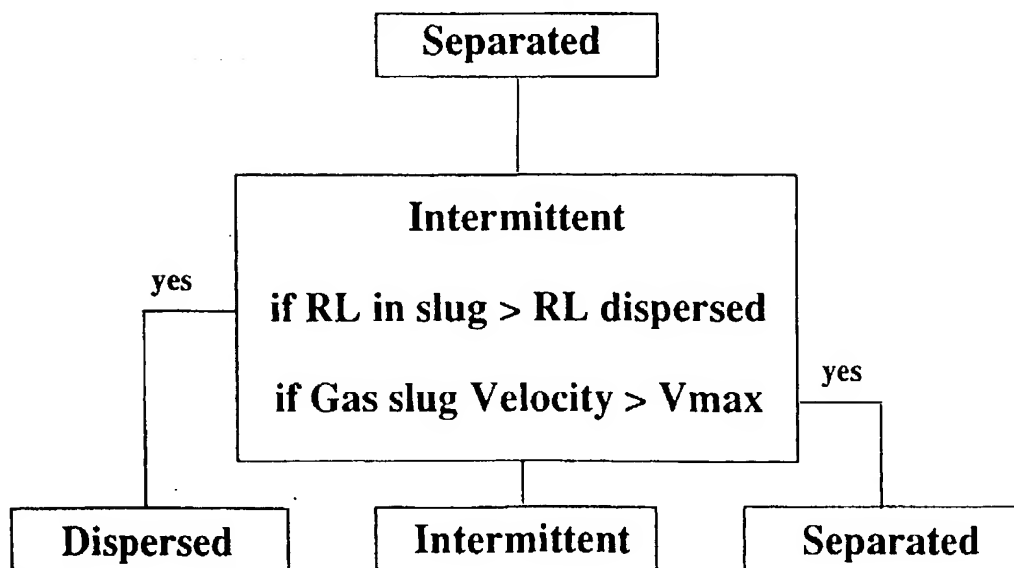 Separated
Intermittent
yes
if RL in slug > RL dispersed
yes
if Gas slug Velocity > Vmax
Dispersed
Intermittent
Separated